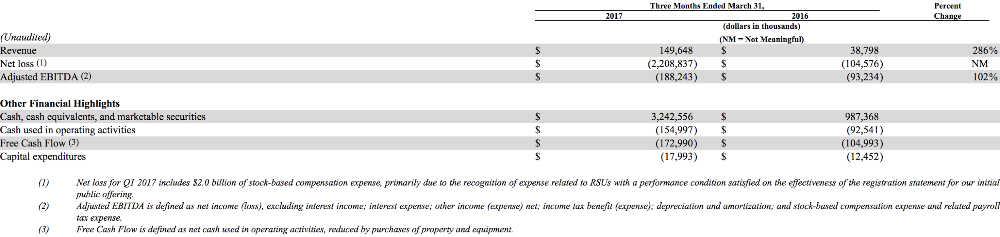 Three Months Ended March 31, Percent
2017 2016 Change
(dollars in thousands)
(Unaudited) (NM = Not Meaningful)
Revenue $ 149,648 $ 38,798 286%
Net loss (1) $ (2,208,837) $ (104,576) NM
Adjusted EBITDA (2) $ (188,243) $ (93,234) 102%
Other Financial Highlights
Cash, cash equivalents, and marketable securities $ 3,242,556 $ 987,368
Cash used in operating activities $ (154,997) $ (92,541)
Free Cash Flow (3) $ (172,990) $ (104,993)
Capital expenditures $ (17,993) $ (12,452)
(1) Net loss for Q1 2017 includes $2.0 billion of stock-based compensation expense, primarily due to the recognition of expense related to RSUs with a performance condition satisfied on the effectiveness of the registration statement for our initial
public offering.
(2) Adjusted EBITDA is defined as net income (loss), excluding interest income; interest expense; other income (expense) net; income tax benefit (expense); depreciation and amortization; and stock-based compensation expense and related payroll
tax expense.
(3) Free Cash Flow is defined as net cash used in operating activities, reduced by purchases of property and equipment.